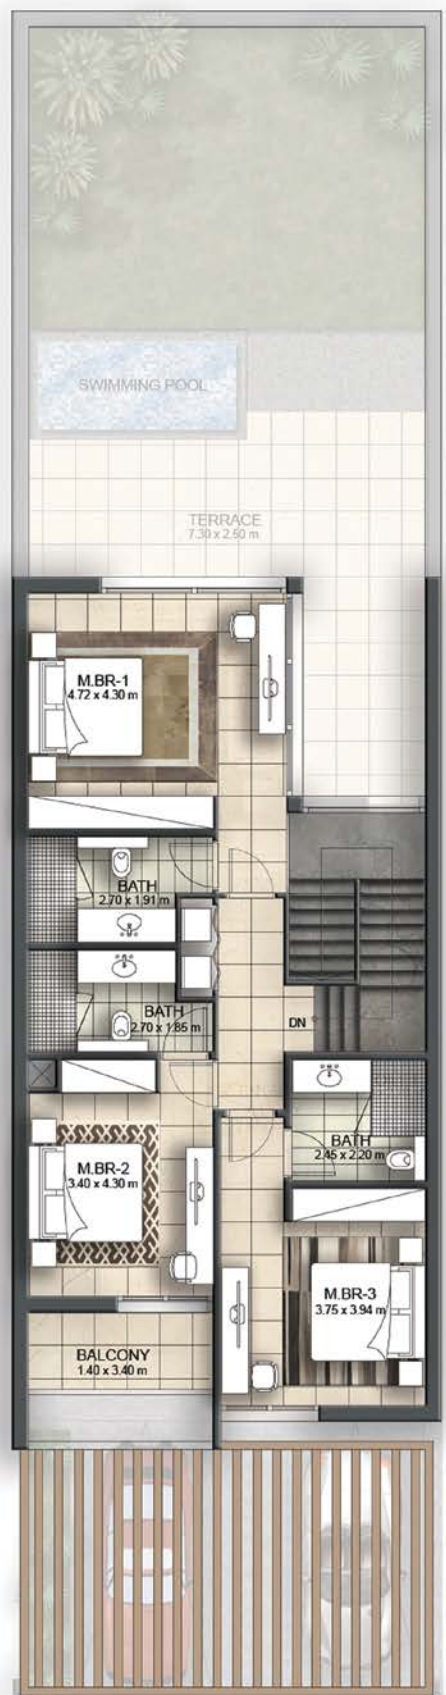 SWIMMING POOL
TERRACE
7.30 x 2.50 m
M.BR-1
4.72 x 4.30 m
BATH
2.70 x 1.91 m
BATH
2.70 x 1.85 m
DN
BATH
2.45 x 2.20 m
M.BR-2
3.40 x 4.30 m
M.BR-3
3.75 x 3.94 m
BALCONY
1.40 x 3.40 m